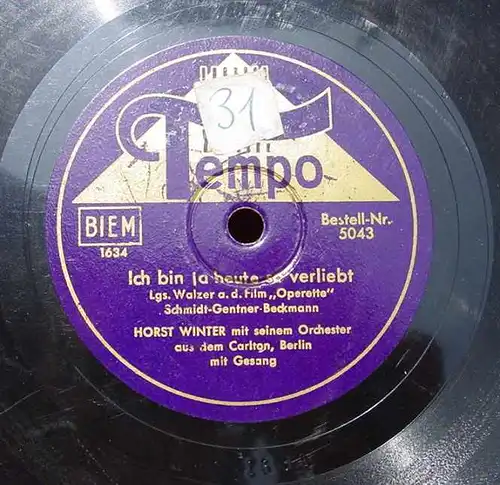 31
Tempo
BIEM
1634
Bestell-Nr.
5043
Ich bin ja heute so verliebt
Lgs. Walzer a. d. Film „Operette"
Schmidt-Gentner-Beckmann
HORST WINTER mit seinem Orchester
aus dem Carlton, Berlin
mit Gesang